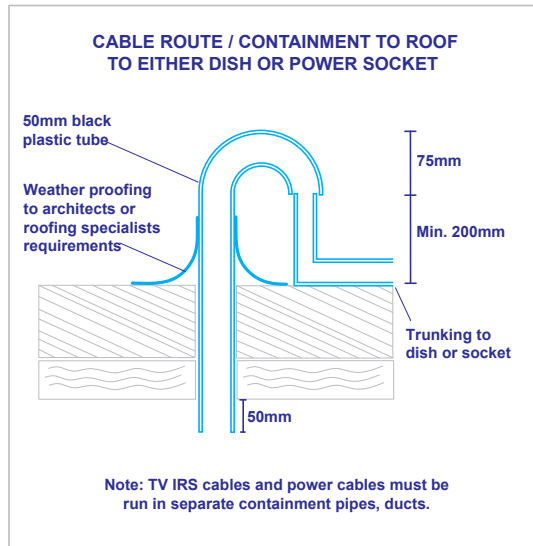 CABLE ROUTE / CONTAINMENT TO ROOF
TO EITHER DISH OR POWER SOCKET
50mm black
plastic tube
75mm
Weather proofing
to architects or
roofing specialists
requirements
Min. 200mm
Trunking to
dish or socket
50mm
Note: TV IRS cables and power cables must be
run in separate containment pipes, ducts.